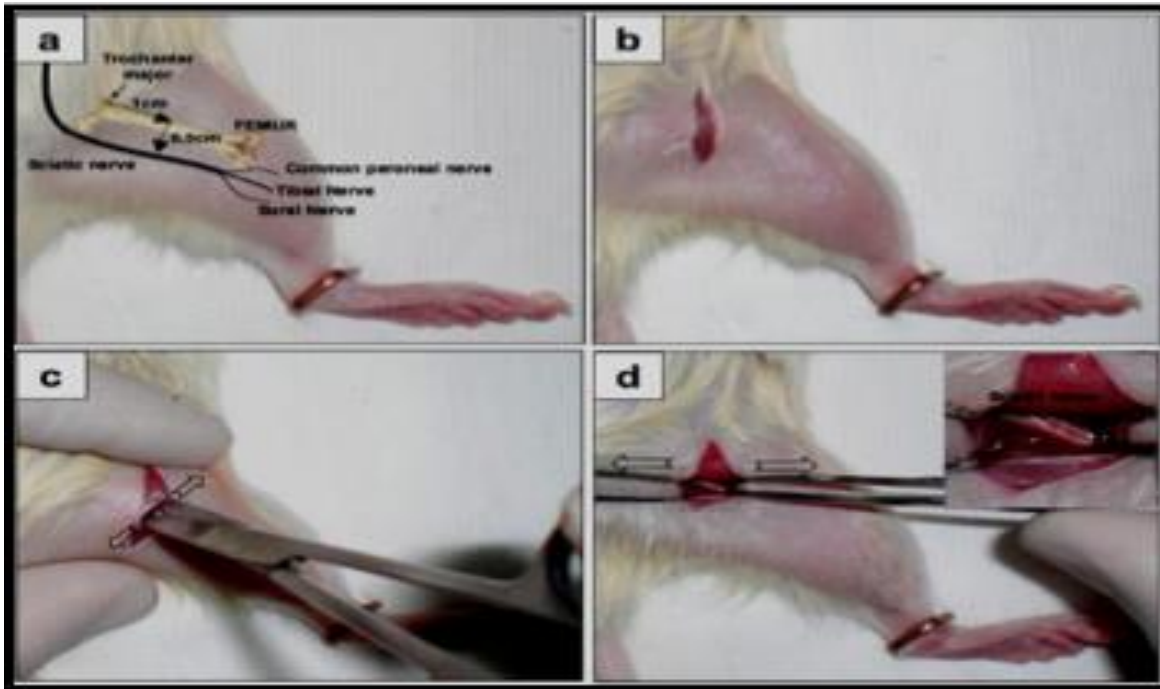 a
Trochanter
major
1cm
0.5cm
FEMUR
Sciatic nerve
Common peroneal nerve
Tibial Nerve
Sural Nerve
b
c
d